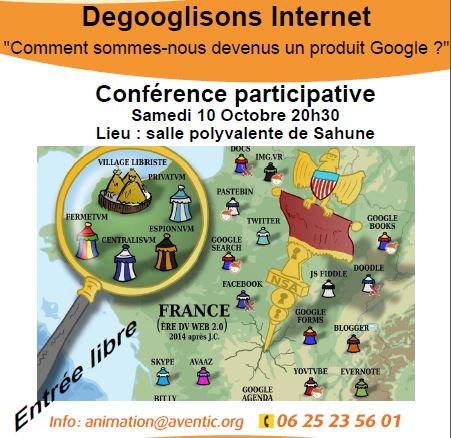 Degooglisons Internet
"Comment sommes-nous devenus un produit Google ?"
Conférence participative
Samedi 10 Octobre 20h30
Lieu : salle polyvalente de Sahune
VILLAGE LIBRISTE
PRIVATVM
FERMETVM
ESPIONNVM
CENTRALISVM
DOCS
IMG.VR
PASTEBIN
TWITTER
GOOGLE
BOOKS
GOOGLE
SEARCH
NSA
JS FIDDLE
DOODLE
FACEBOOK
FRANCE
(ÈRE DV WEB 2.0)
2014 après J.C.
GOOGLE
FORMS
BLOGGER
SKYPE
AVAAZ
YOVTVBE
EVERNOTE
BIT.LY
GOOGLE
AGENDA
Entrée libre
Info: animation@aventic.org 06 25 23 56 01